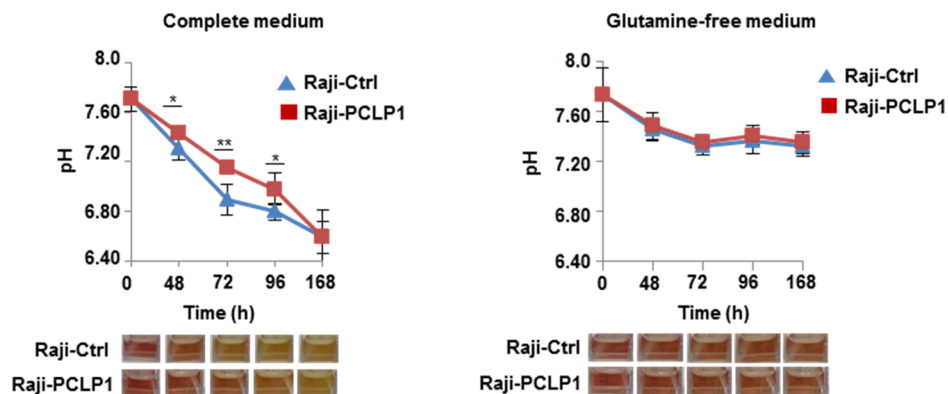 Complete medium
8.0
7.60
7.20
6.80
6.40
pH
*
**
*
Raji-Ctrl
Raji-PCLP1
0 48 72 96 168
Time (h)
Raji-Ctrl
Raji-PCLP1
Glutamine-free medium
8.0
7.60
7.20
6.80
6.40
pH
Raji-Ctrl
Raji-PCLP1
0 48 72 96 168
Time (h)
Raji-Ctrl
Raji-PCLP1